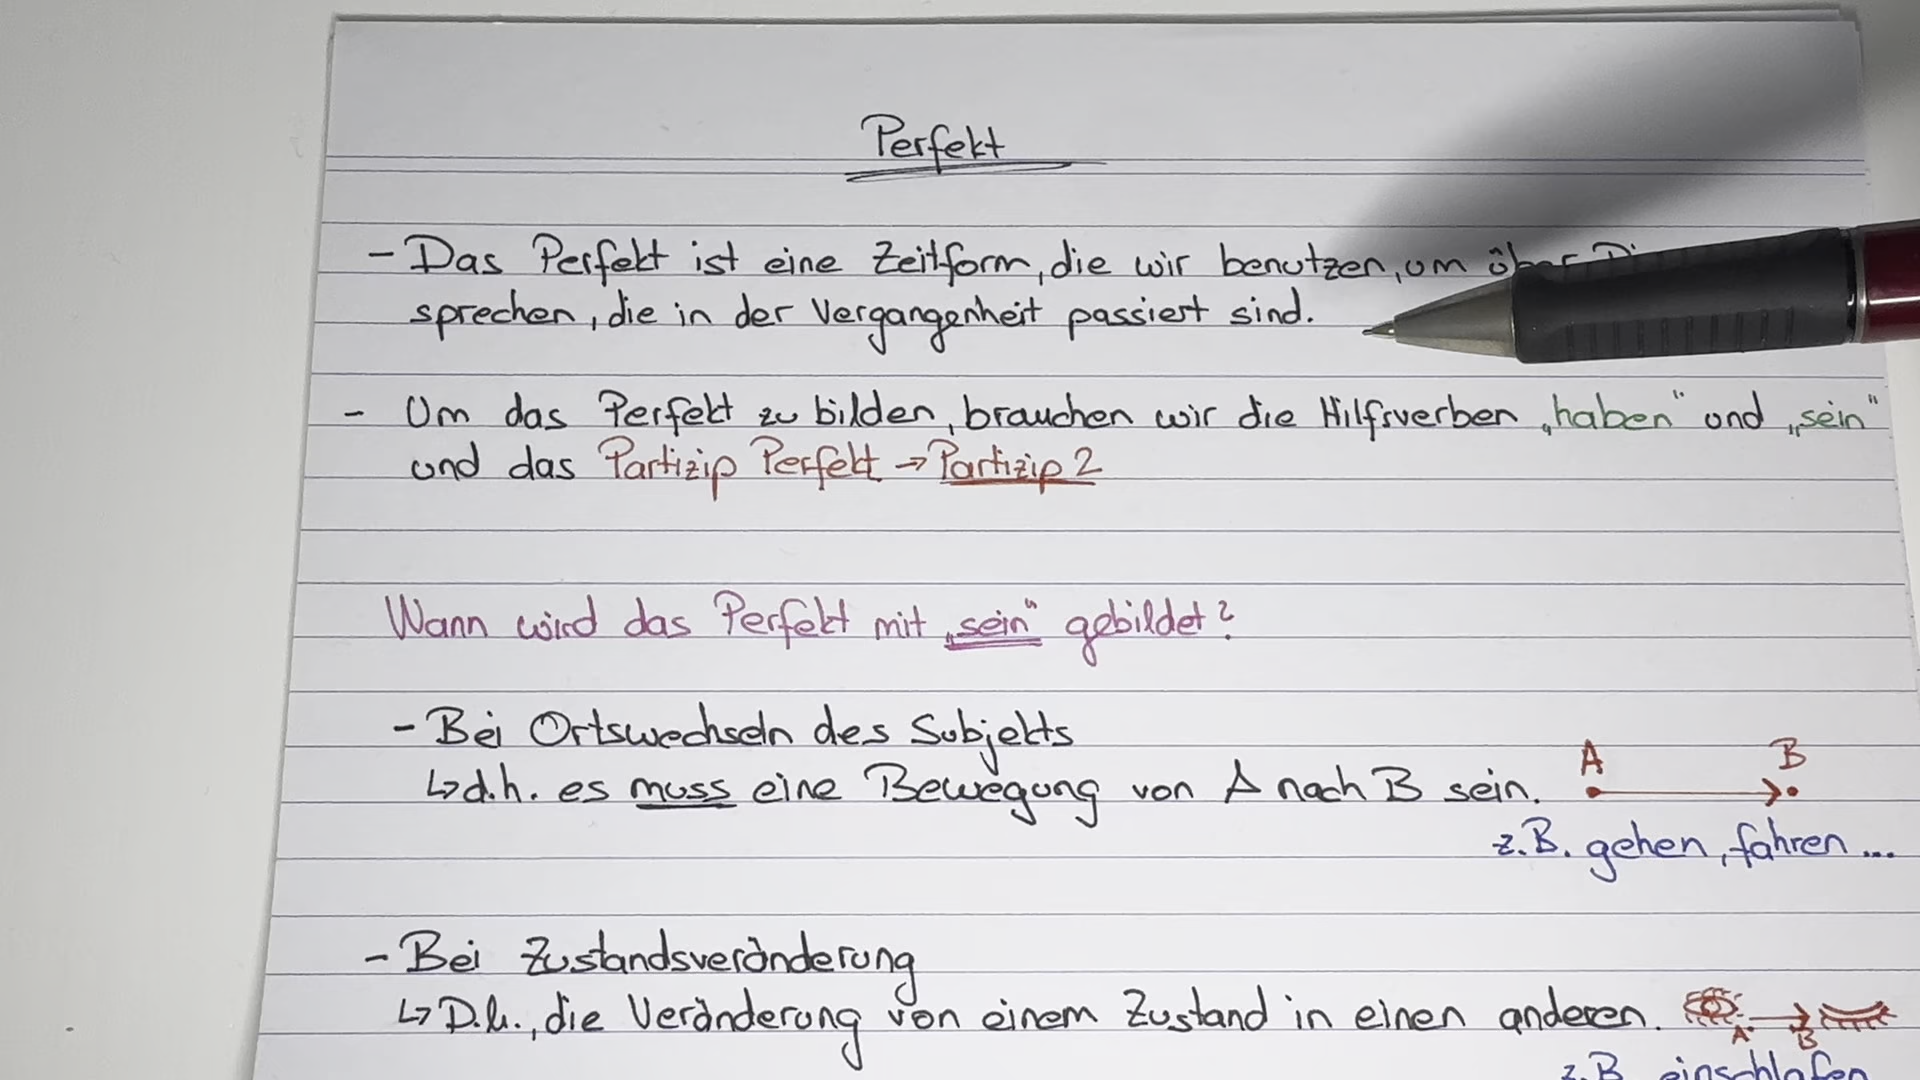 Perfekt
- Das Perfekt ist eine Zeitform, die wir benutzen, um über
sprechen, die in der Vergangenheit passiert sind.
- Um das Perfekt zu bilden, brauchen wir die Hilfsverben „haben“ und „sein“
und das Partizip Perfekt → Partizip 2
Wann wird das Perfekt mit „sein“ gebildet?
- Bei Ortswechseln des Subjekts
↳ d.h. es muss eine Bewegung von A nach B sein.
A B
z.B. gehen, fahren ...
- Bei Zustandsveränderung
↳ D.h., die Veränderung von einem Zustand in einen anderen.
A → B
z.B. einschlafen